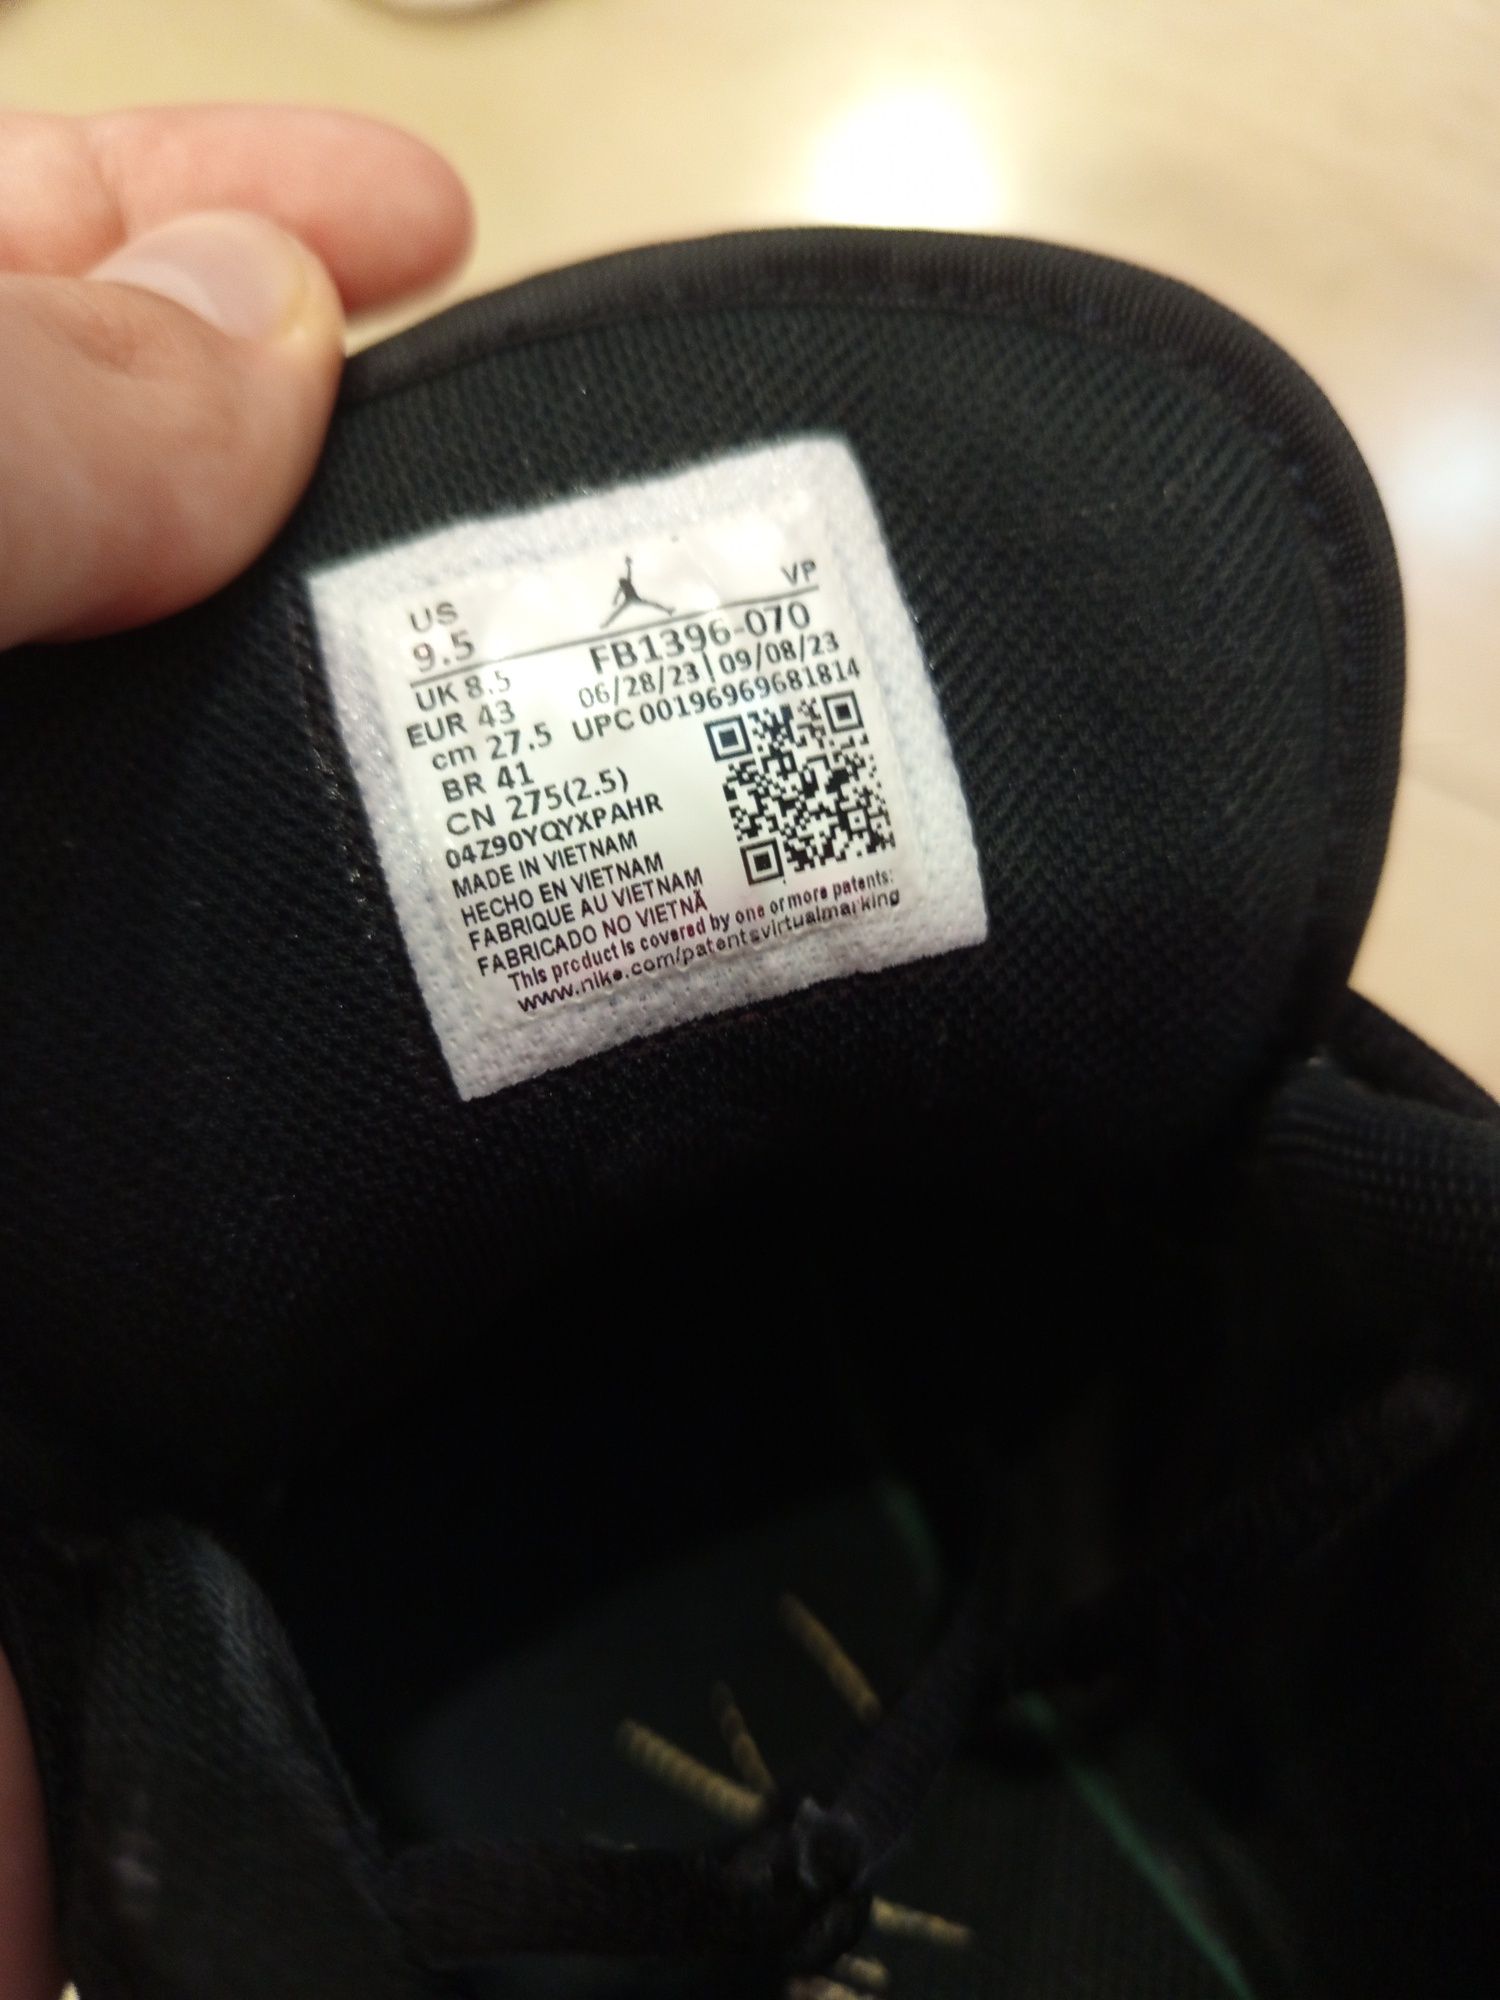 US
9.5
VP
FB1396-070
UK 8.5
06/28/23|09/08/23
EUR 43
UPC 00196969681814
cm 27.5
BR 41
CN 275(2.5)
04Z90YQYXPAHR
MADE IN VIETNAM
HECHO EN VIETNAM
FABRIQUE AU VIETNAM
FABRICADO NO VIETNÃ
This product is covered by one or more patents:
www.nike.com/patentsvirtualmarking